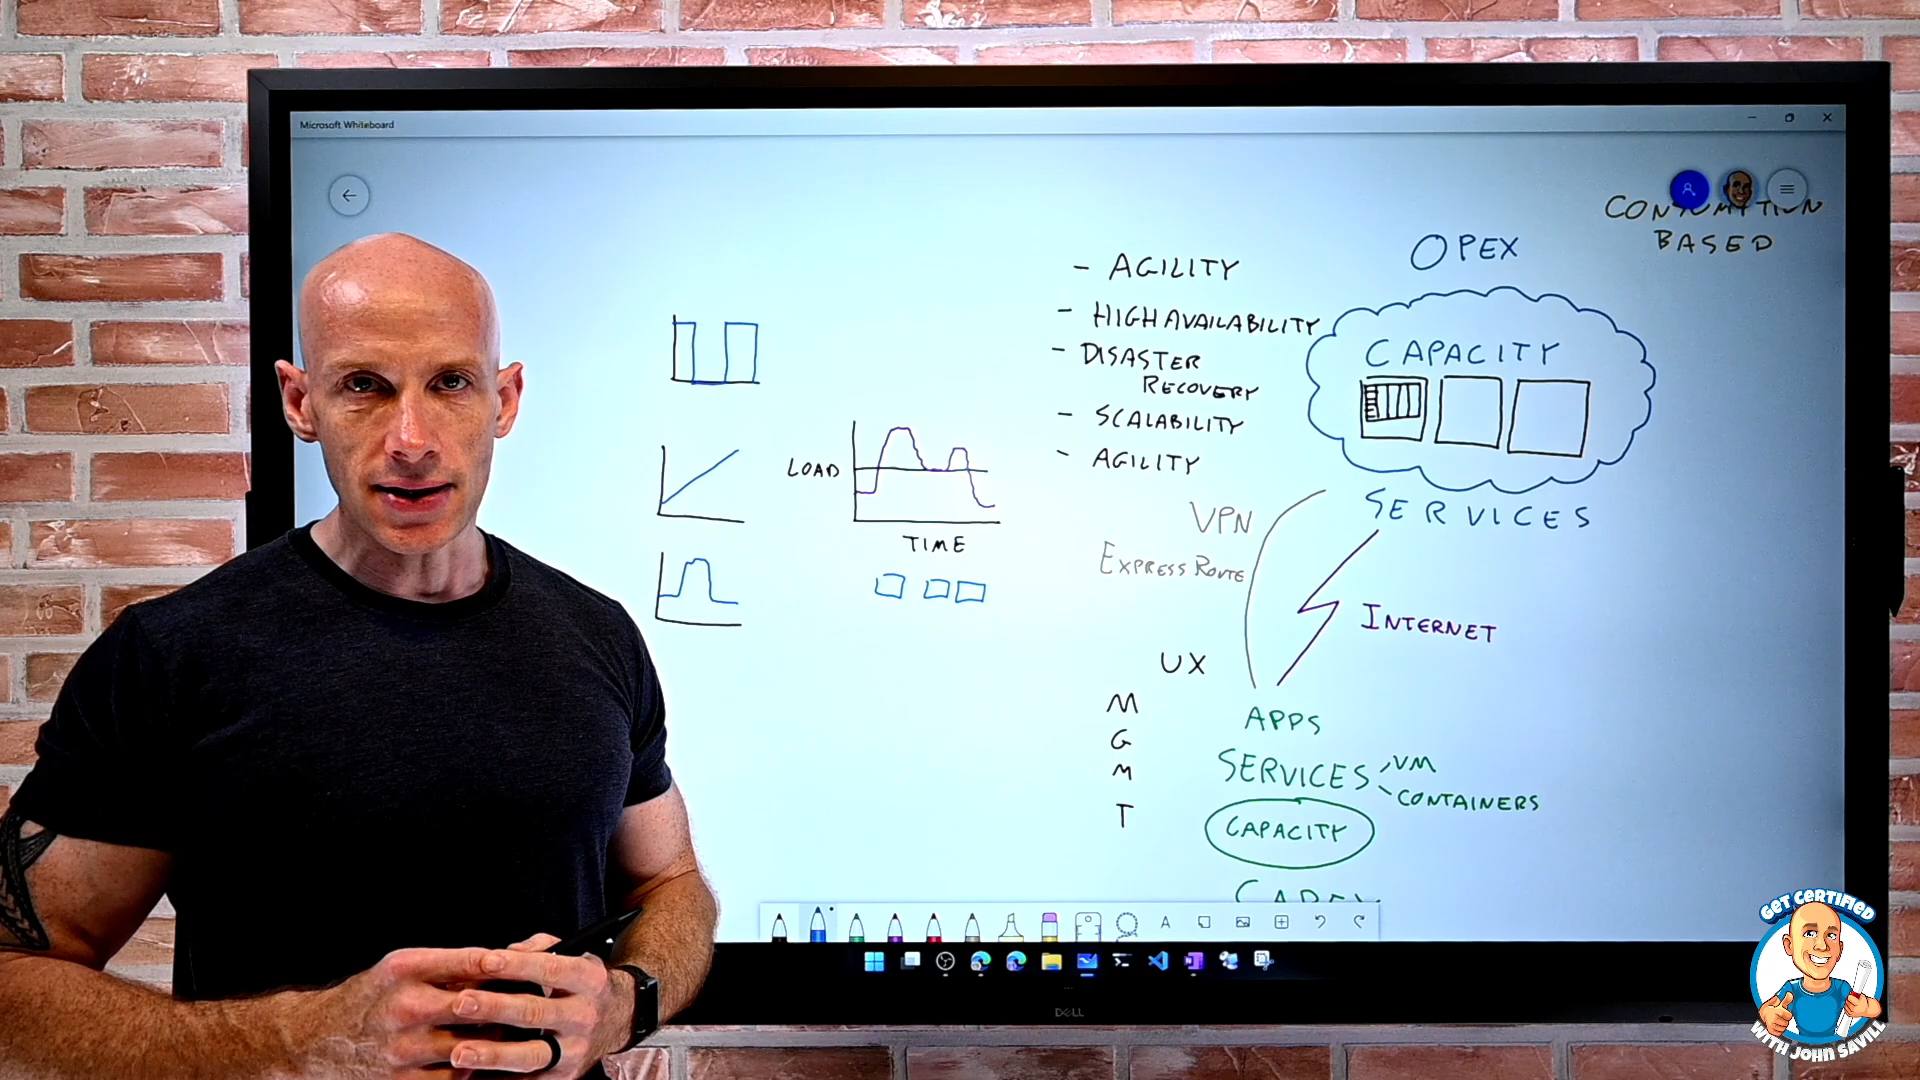 Microsoft Whiteboard
CONSUMPTION
BASED
OPEX
- AGILITY
- HIGH AVAILABILITY
- DISASTER
RECOVERY
- SCALABILITY
- AGILITY
CAPACITY
SERVICES
LOAD
TIME
VPN
EXPRESS ROUTE
INTERNET
UX
M
G
M
T
APPS
SERVICES
VM
CONTAINERS
CAPACITY
A
DELL
GET CERTIFIED
WITH JOHN SAVILL